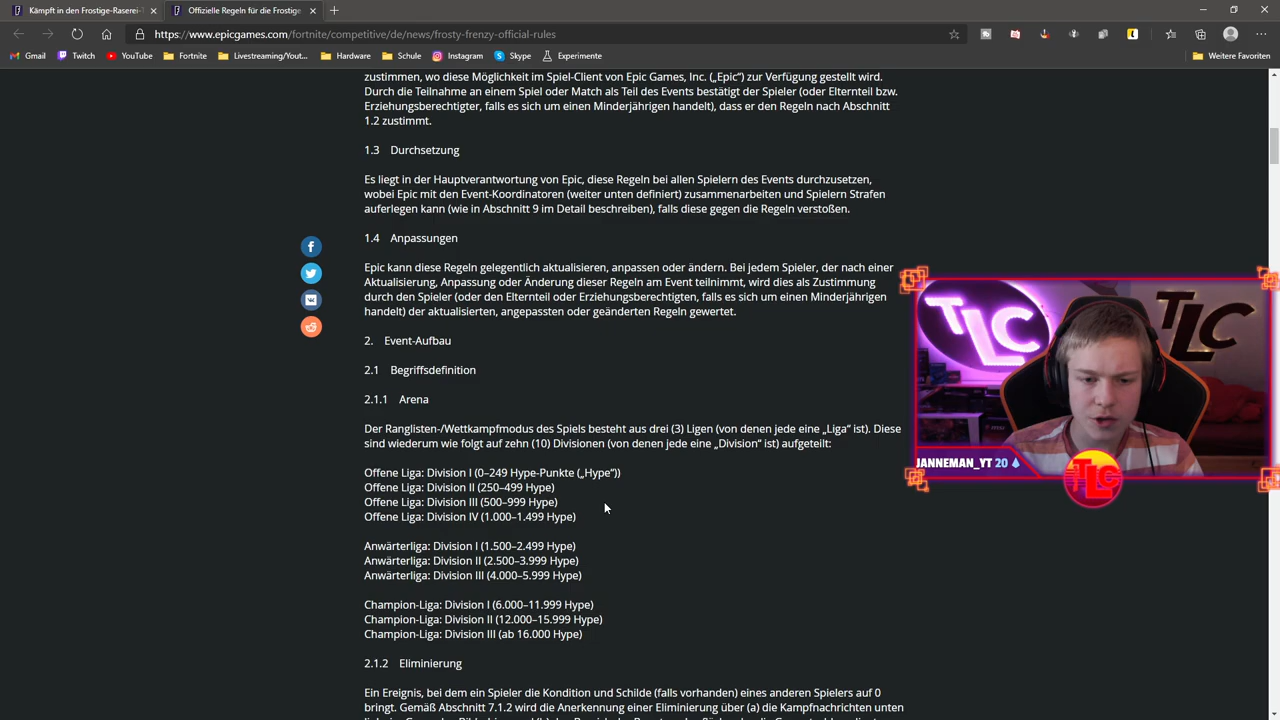 Kämpft in den Frostige-Raserei-
Offizielle Regeln für die Frostige
https://www.epicgames.com/fortnite/competitive/de/news/frosty-frenzy-official-rules
Gmail
Twitch
YouTube
Fortnite
Livestreaming/Yout...
Hardware
Schule
Instagram
Skype
Experimente
Weitere Favoriten
zustimmen, wo diese Möglichkeit im Spiel-Client von Epic Games, Inc. („Epic") zur Verfügung gestellt wird.
Durch die Teilnahme an einem Spiel oder Match als Teil des Events bestätigt der Spieler (oder Elternteil bzw.
Erziehungsberechtigter, falls es sich um einen Minderjährigen handelt), dass er den Regeln nach Abschnitt
1.2 zustimmt.
1.3 Durchsetzung
Es liegt in der Hauptverantwortung von Epic, diese Regeln bei allen Spielern des Events durchzusetzen,
wobei Epic mit den Event-Koordinatoren (weiter unten definiert) zusammenarbeiten und Spielern Strafen
auferlegen kann (wie in Abschnitt 9 im Detail beschreiben), falls diese gegen die Regeln verstoßen.
1.4 Anpassungen
Epic kann diese Regeln gelegentlich aktualisieren, anpassen oder ändern. Bei jedem Spieler, der nach einer
Aktualisierung, Anpassung oder Änderung dieser Regeln am Event teilnimmt, wird dies als Zustimmung
durch den Spieler (oder den Elternteil oder Erziehungsberechtigten, falls es sich um einen Minderjährigen
handelt) der aktualisierten, angepassten oder geänderten Regeln gewertet.
2. Event-Aufbau
2.1 Begriffsdefinition
2.1.1 Arena
Der Ranglisten-/Wettkampfmodus des Spiels besteht aus drei (3) Ligen (von denen jede eine „Liga" ist). Diese
sind wiederum wie folgt auf zehn (10) Divisionen (von denen jede eine „Division" ist) aufgeteilt:
Offene Liga: Division I (0–249 Hype-Punkte („Hype"))
Offene Liga: Division II (250–499 Hype)
Offene Liga: Division III (500–999 Hype)
Offene Liga: Division IV (1.000–1.499 Hype)
Anwärterliga: Division I (1.500–2.499 Hype)
Anwärterliga: Division II (2.500–3.999 Hype)
Anwärterliga: Division III (4.000–5.999 Hype)
Champion-Liga: Division I (6.000–11.999 Hype)
Champion-Liga: Division II (12.000–15.999 Hype)
Champion-Liga: Division III (ab 16.000 Hype)
2.1.2 Eliminierung
Ein Ereignis, bei dem ein Spieler die Kondition und Schilde (falls vorhanden) eines anderen Spielers auf 0
bringt. Gemäß Abschnitt 7.1.2 wird die Anerkennung einer Eliminierung über (a) die Kampfnachrichten unten
TLC
TLC
JANNEMAN_YT 20
TLC